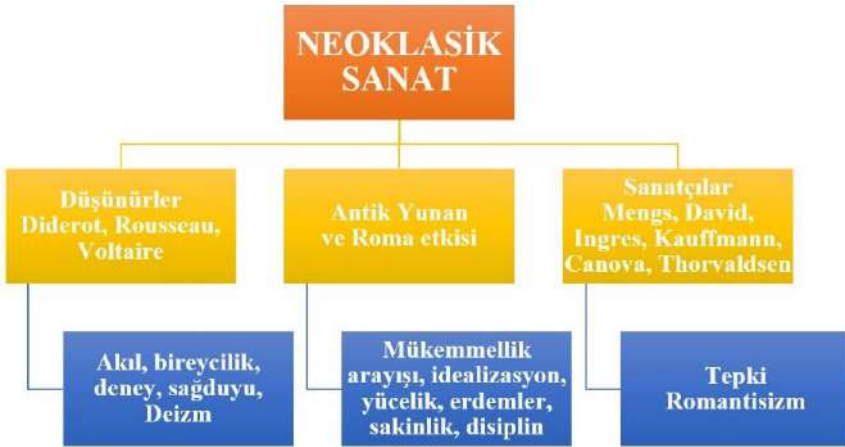 NEOKLASİK
SANAT
Düşünürler
Diderot, Rousseau,
Voltaire
Antik Yunan
ve Roma etkisi
Sanatçılar
Mengs, David,
Ingres, Kauffmann,
Canova, Thorvaldsen
Akıl, bireycilik,
deney, sağduyu,
Deizm
Mükemmellik
arayışı, idealizasyon,
yücelik, erdemler,
sakinlik, disiplin
Tepki
Romantisizm